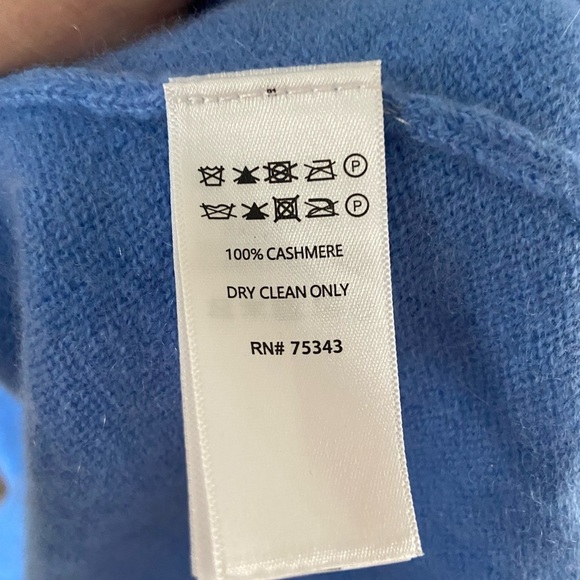 P
P
100% CASHMERE
DRY CLEAN ONLY
RN# 75343